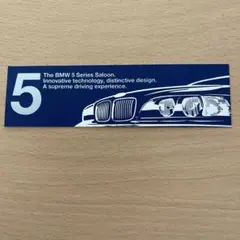 5
The BMW 5 Series Saloon.
Innovative technology, distinctive design.
A supreme driving experience.